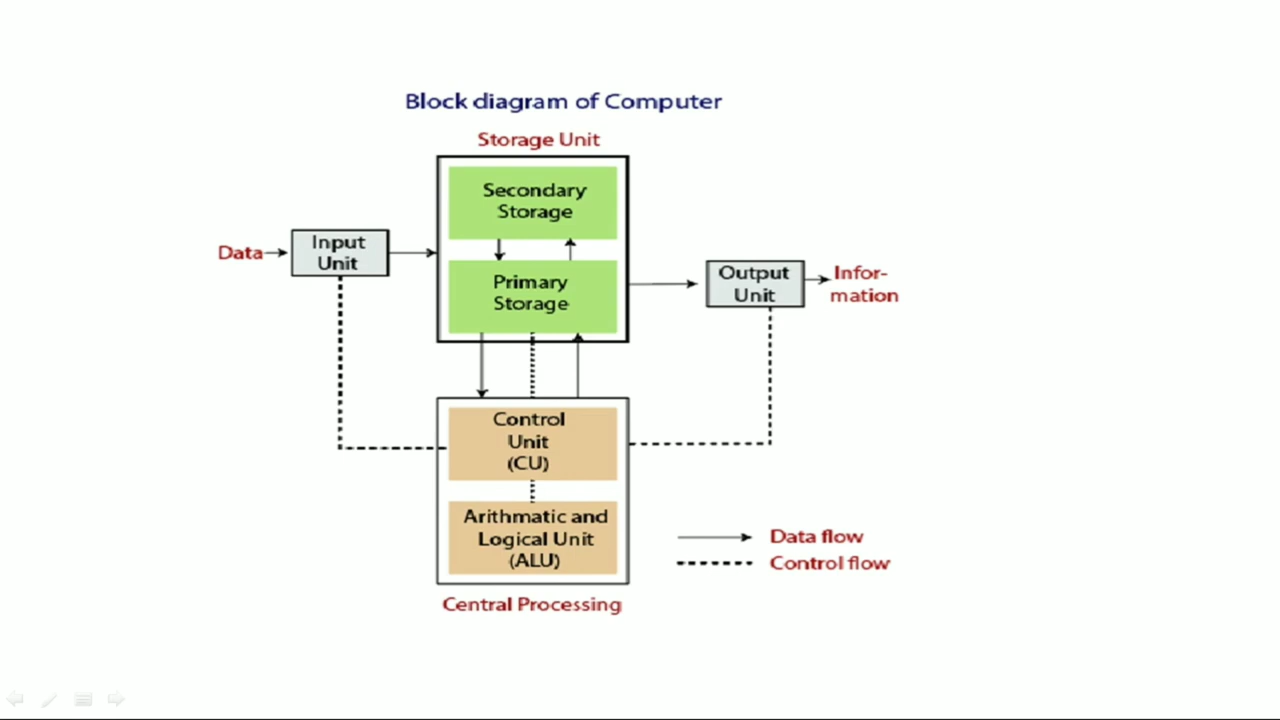 Block diagram of Computer
Storage Unit
Secondary
Storage
Data
Input
Unit
Primary
Storage
Output
Unit
Infor-
mation
Control
Unit
(CU)
Arithmatic and
Logical Unit
(ALU)
Data flow
Control flow
Central Processing